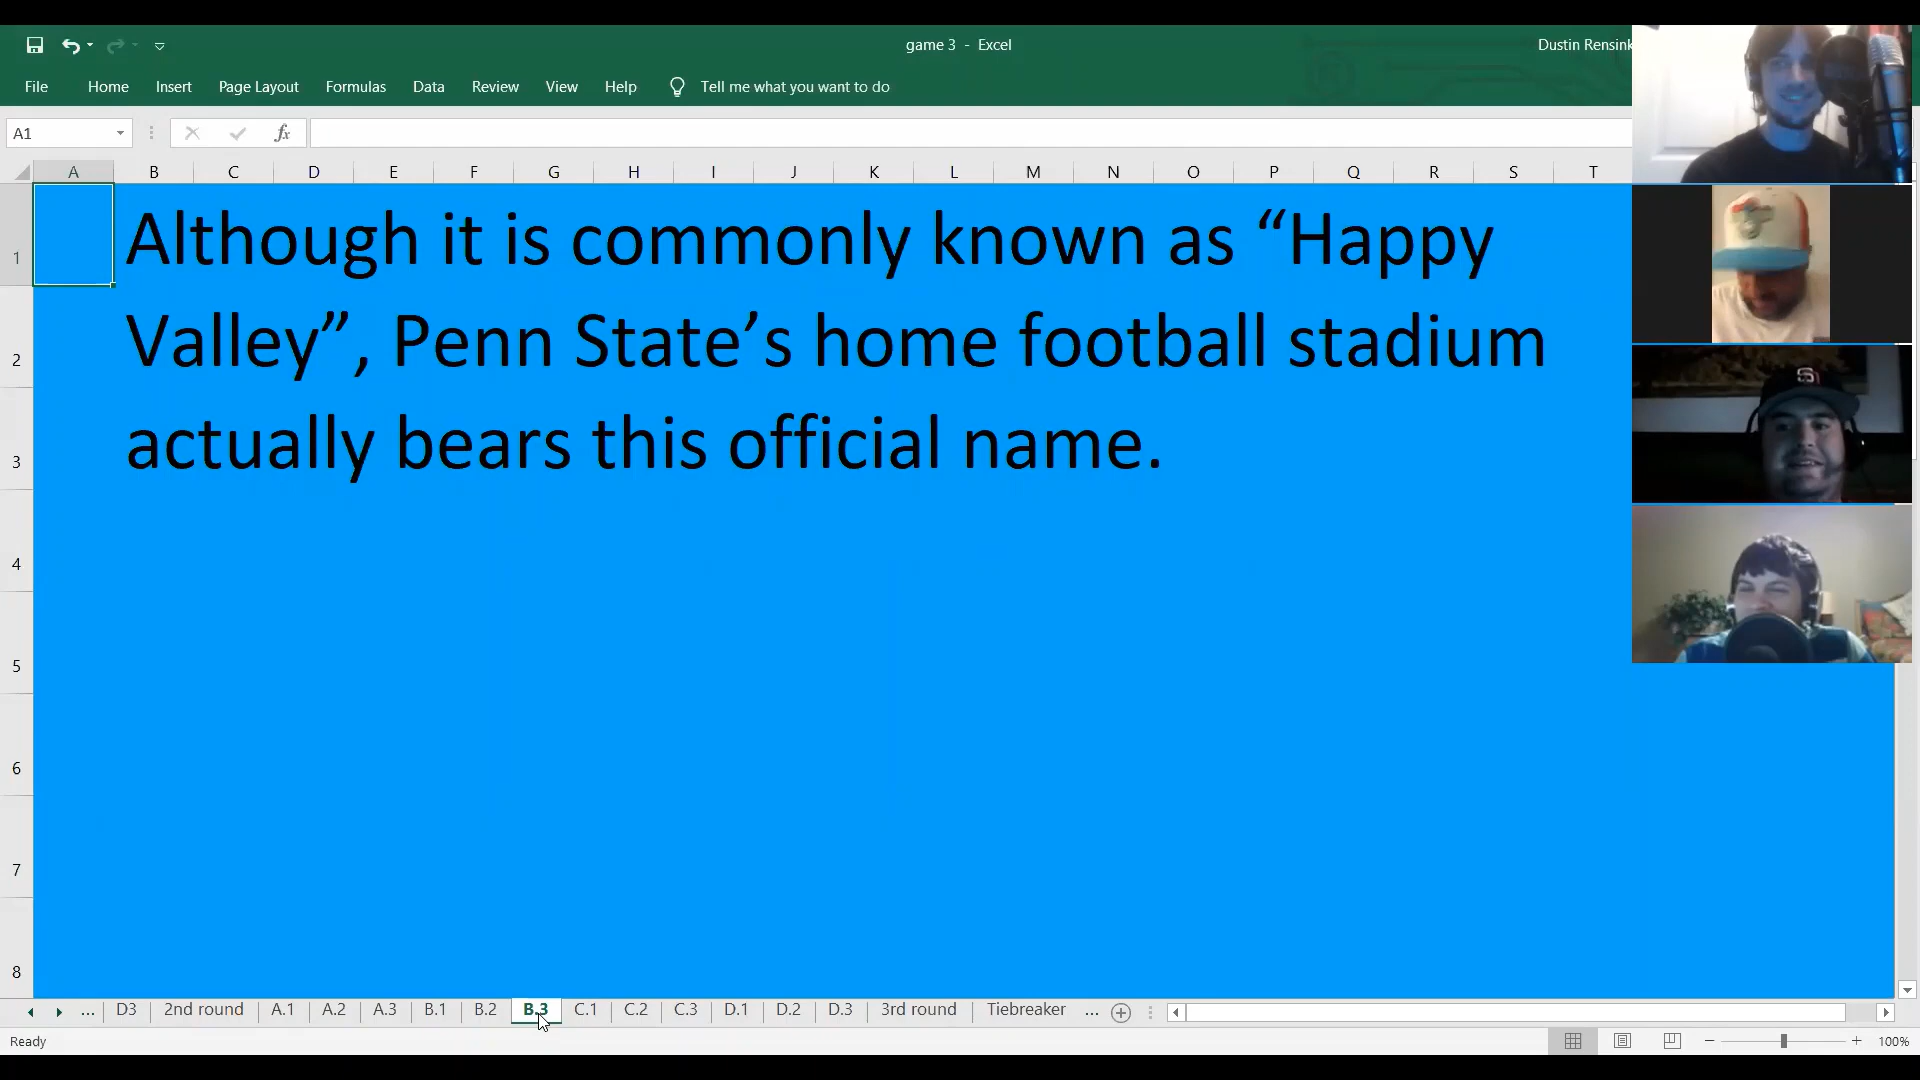 game 3 - Excel
Dustin Rensink
File Home Insert Page Layout Formulas Data Review View Help Tell me what you want to do
A1
fx
A B C D E F G H I J K L M N O P Q R S T
1
2
3
4
5
6
7
8
Although it is commonly known as “Happy
Valley”, Penn State’s home football stadium
actually bears this official name.
... D3 2nd round A.1 A.2 A.3 B.1 B.2 B.3 C.1 C.2 C.3 D.1 D.2 D.3 3rd round Tiebreaker ...
Ready
100%